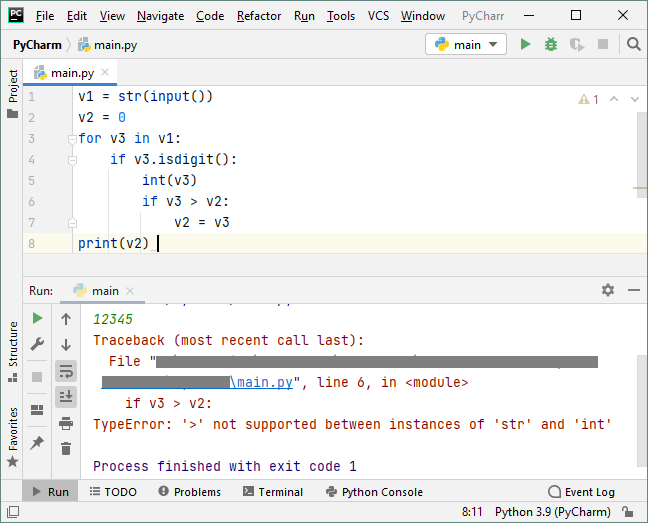 PC File Edit View Navigate Code Refactor Run Tools VCS Window PyCharr
PyCharm main.py main
main.py
Project
1 v1 = str(input())
2 v2 = 0
3 for v3 in v1:
4 if v3.isdigit():
5 int(v3)
6 if v3 > v2:
7 v2 = v3
8 print(v2)
1
Run: main
12345
Traceback (most recent call last):
File "
\main.py", line 6, in <module>
if v3 > v2:
TypeError: '>' not supported between instances of 'str' and 'int'
Process finished with exit code 1
Structure
Favorites
Run TODO Problems Terminal Python Console Event Log
8:11 Python 3.9 (PyCharm)